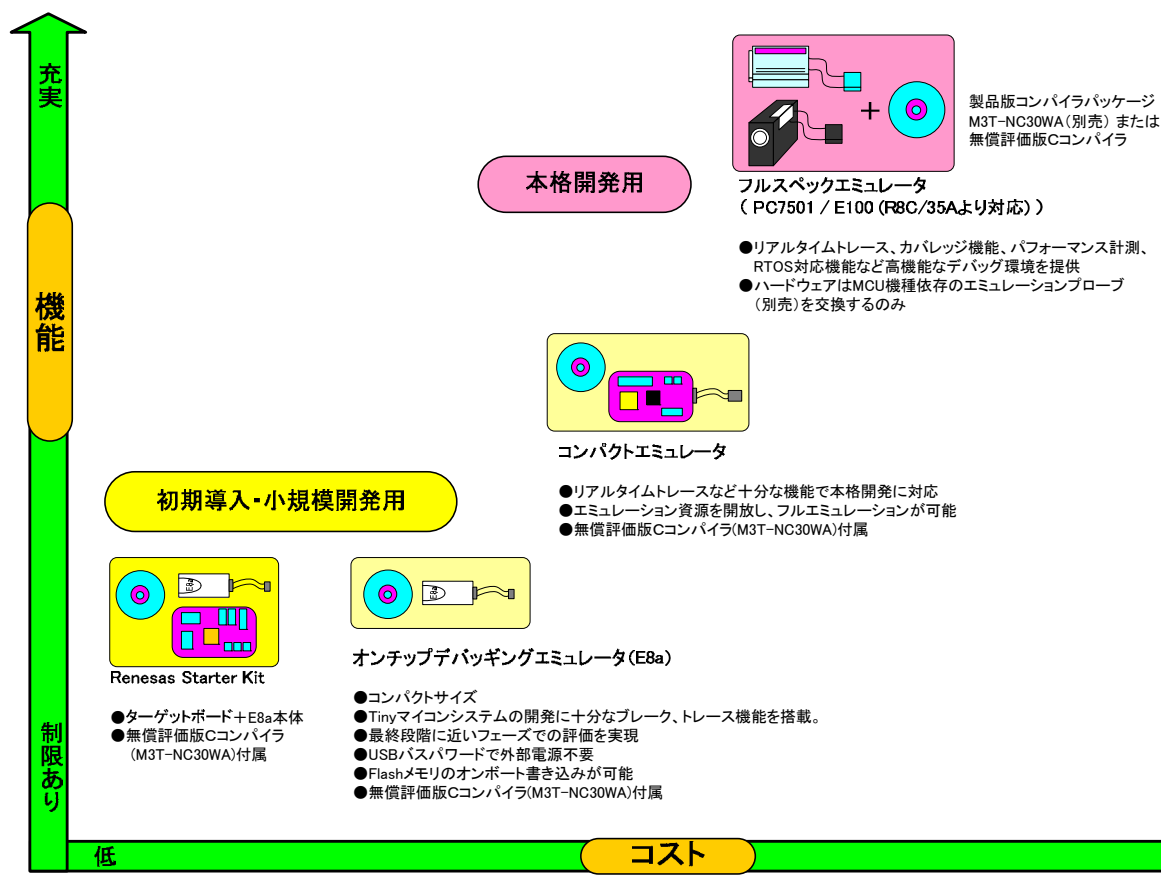 充実
機能
制限あり
低
コスト
製品版コンパイラパッケージ
M3T-NC30WA(別売) または
無償評価版Cコンパイラ
本格開発用
フルスペックエミュレータ
( PC7501 / E100 (R8C/35Aより対応) )
●リアルタイムトレース、カバレッジ機能、パフォーマンス計測、
RTOS対応機能など高機能なデバッグ環境を提供
●ハードウェアはMCU機種依存のエミュレーションプローブ
(別売)を交換するのみ
コンパクトエミュレータ
●リアルタイムトレースなど十分な機能で本格開発に対応
●エミュレーション資源を開放し、フルエミュレーションが可能
●無償評価版Cコンパイラ(M3T-NC30WA)付属
初期導入・小規模開発用
E8a
Renesas Starter Kit
●ターゲットボード+E8a本体
●無償評価版Cコンパイラ
(M3T-NC30WA)付属
E8a
オンチップデバッギングエミュレータ(E8a)
●コンパクトサイズ
●Tinyマイコンシステムの開発に十分なブレーク、トレース機能を搭載。
●最終段階に近いフェーズでの評価を実現
●USBバスパワードで外部電源不要
●Flashメモリのオンボート書き込みが可能
●無償評価版Cコンパイラ(M3T-NC30WA)付属